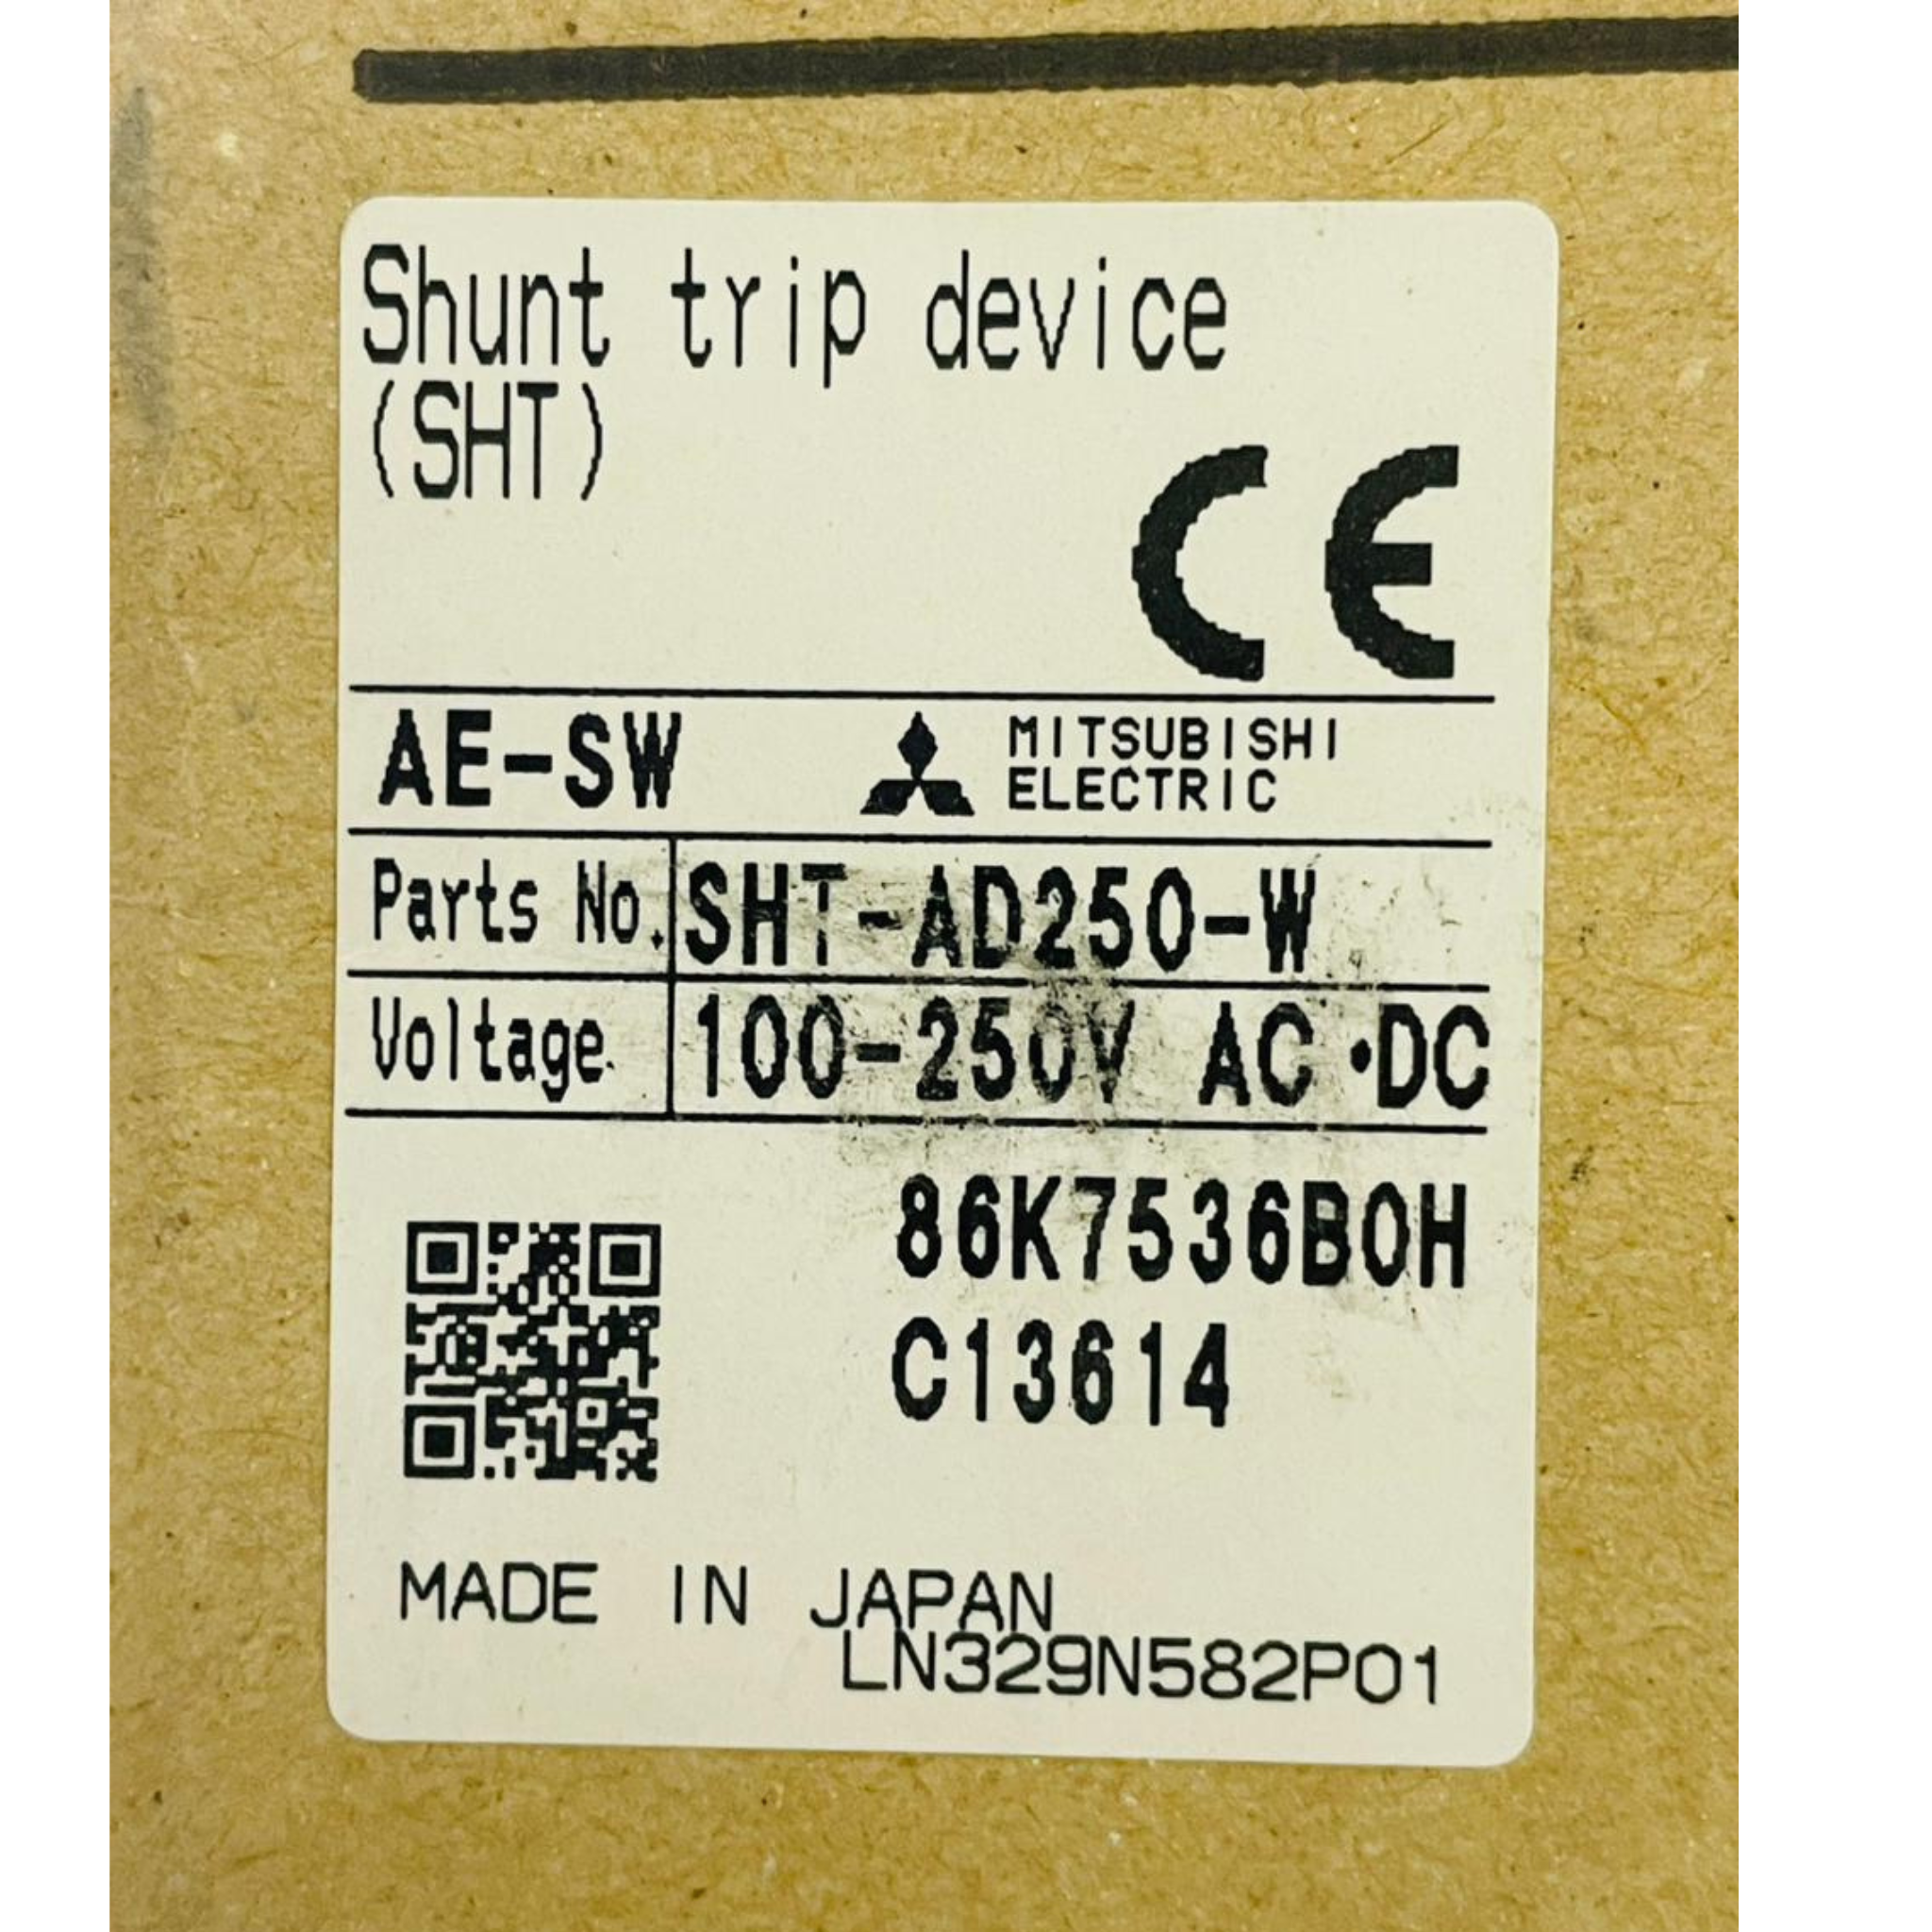 Shunt trip device
(SHT)
CE
AE-SW
MITSUBISHI
ELECTRIC
Parts No. SHT-AD250-W
Voltage 100-250V AC・DC
86K7536B0H
C13614
MADE IN JAPAN
LN329N582P01